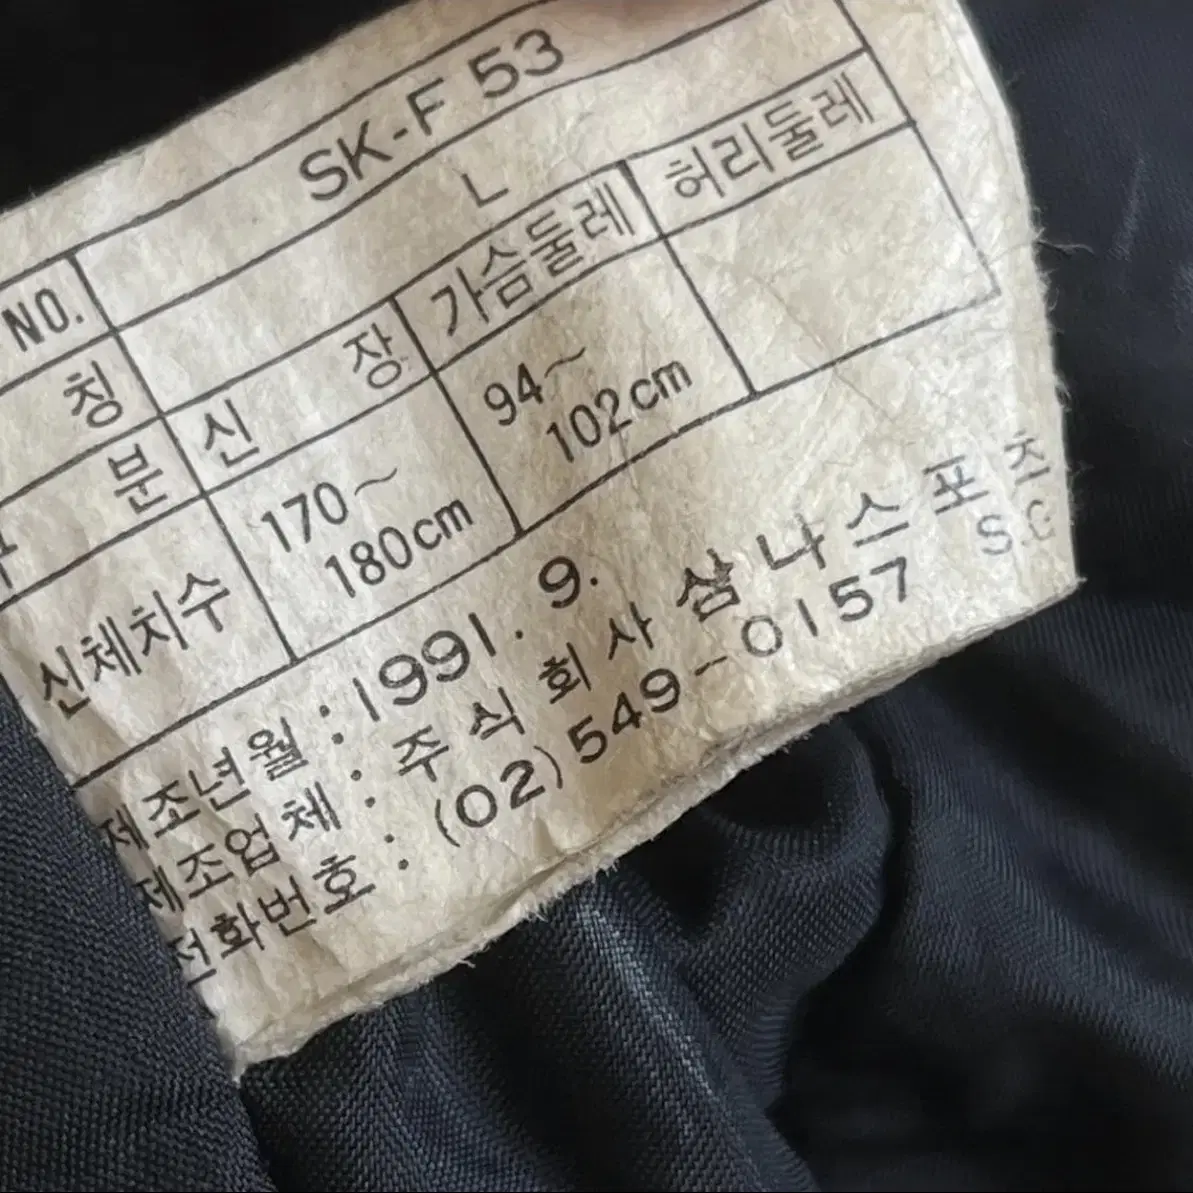 NO. SK-F 53
칭 L
분 신 장 가슴둘레 허리둘레
신체치수 170~ 180cm 94~ 102cm
제조년월 : 1991. 9.
제조업체 : 주식회사 삼나스포츠
전화번호 : (02)549-0157 S.G